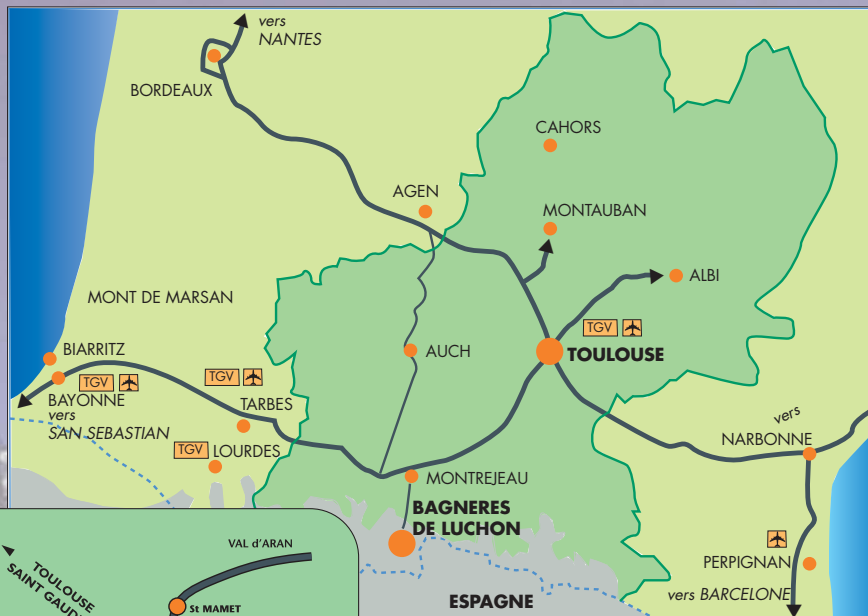 vers
NANTES
BORDEAUX
CAHORS
AGEN
MONTAUBAN
ALBI
MONT DE MARSAN
TGV
TOULOUSE
BIARRITZ
AUCH
TGV
TGV
BAYONNE
vers
SAN SEBASTIAN
TARBES
TGV
LOURDES
vers
NARBONNE
MONTREJEAU
BAGNERES
DE LUCHON
PERPIGNAN
vers BARCELONE
ESPAGNE
VAL d'ARAN
TOULOUSE
St MAMET